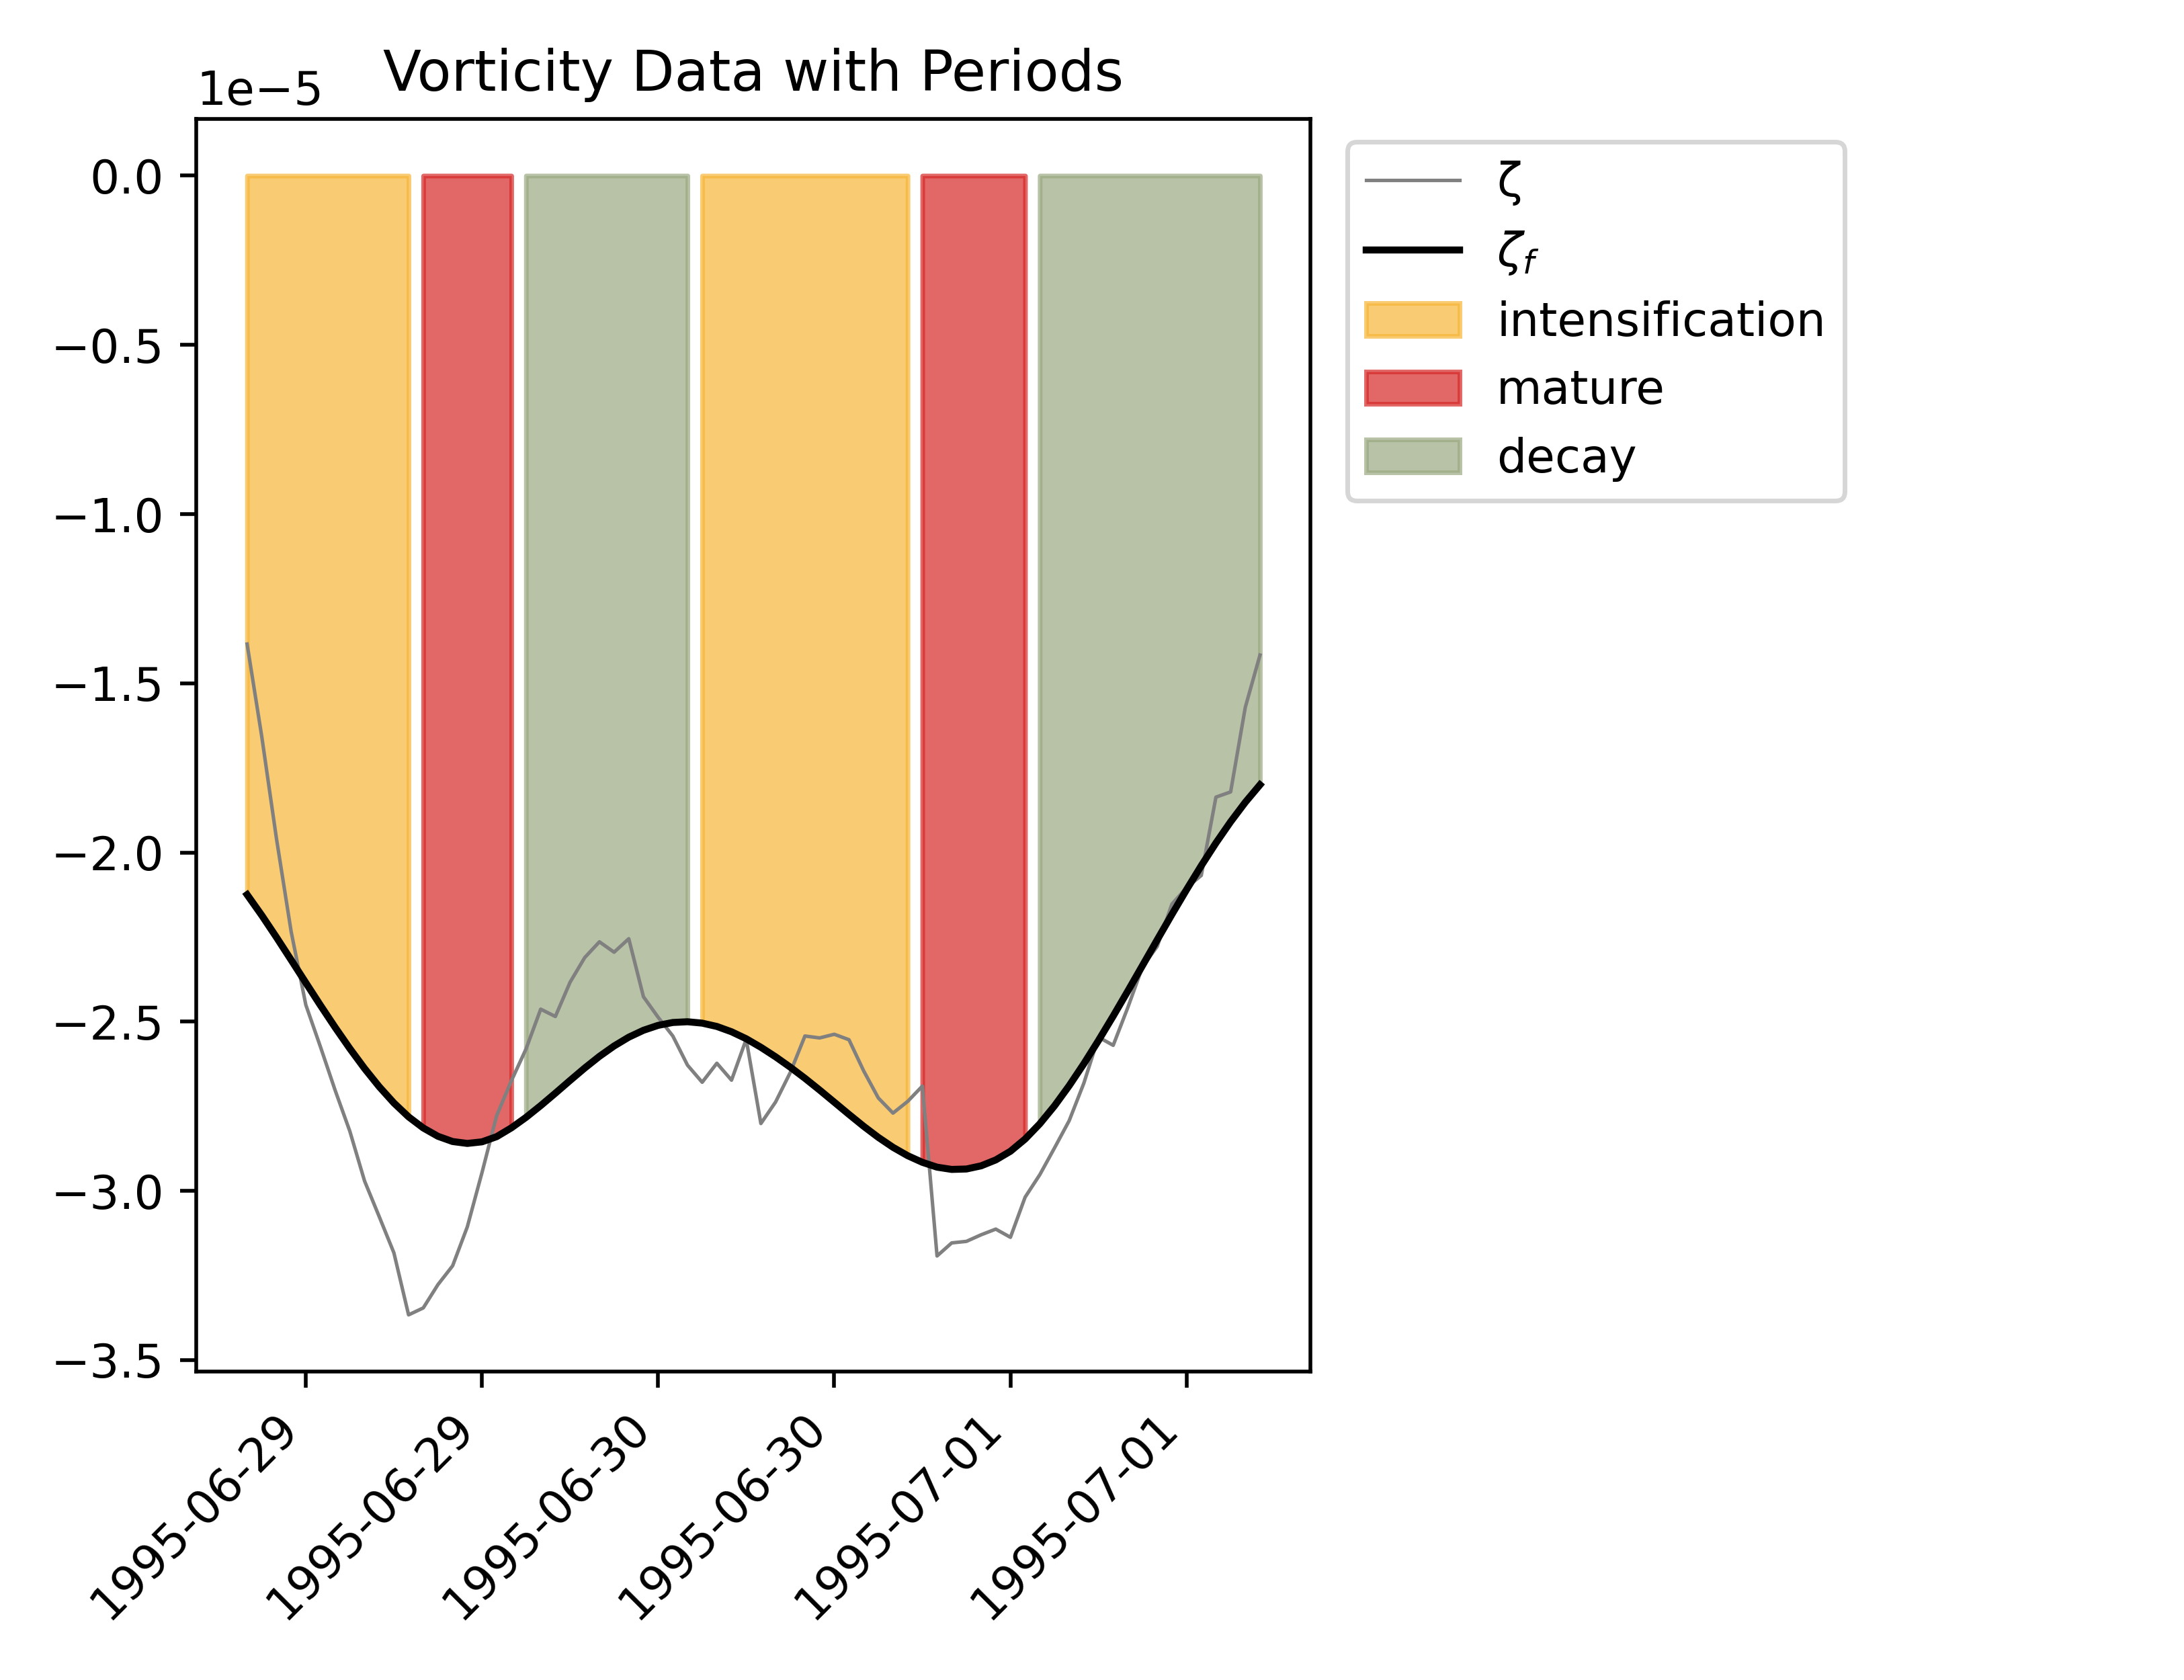 Vorticity Data with Periods
1e−5
0.0
−0.5
−1.0
−1.5
−2.0
−2.5
−3.0
−3.5
1995-06-29
1995-06-29
1995-06-30
1995-06-30
1995-07-01
1995-07-01
ζ
ζf
intensification
mature
decay